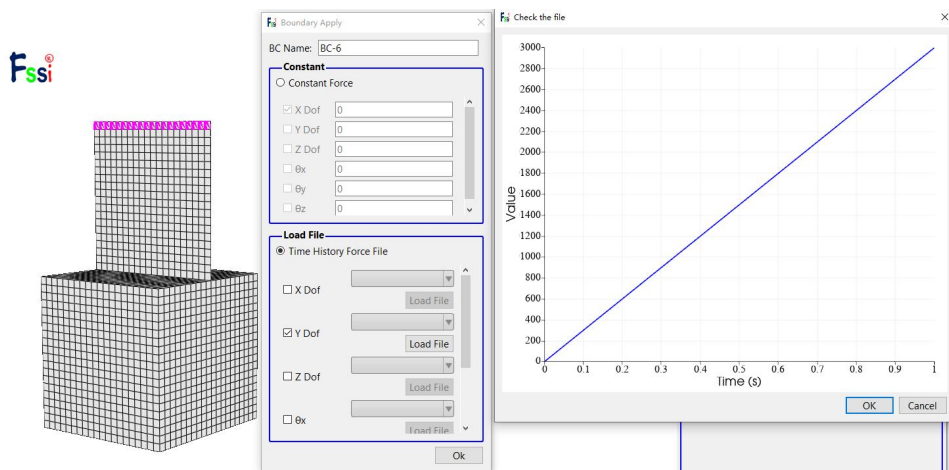 Fssi®
Fssi Boundary Apply
BC Name: BC-6
Constant
Constant Force
X Dof 0
Y Dof 0
Z Dof 0
θx 0
θy 0
θz 0
Load File
Time History Force File
X Dof
Load File
Y Dof
Load File
Z Dof
Load File
θx
Load File
Ok
Fssi Check the file
3000
2800
2600
2400
2200
2000
1800
1600
1400
1200
1000
800
600
400
200
0
Value
0 0.1 0.2 0.3 0.4 0.5 0.6 0.7 0.8 0.9 1
Time (s)
OK Cancel